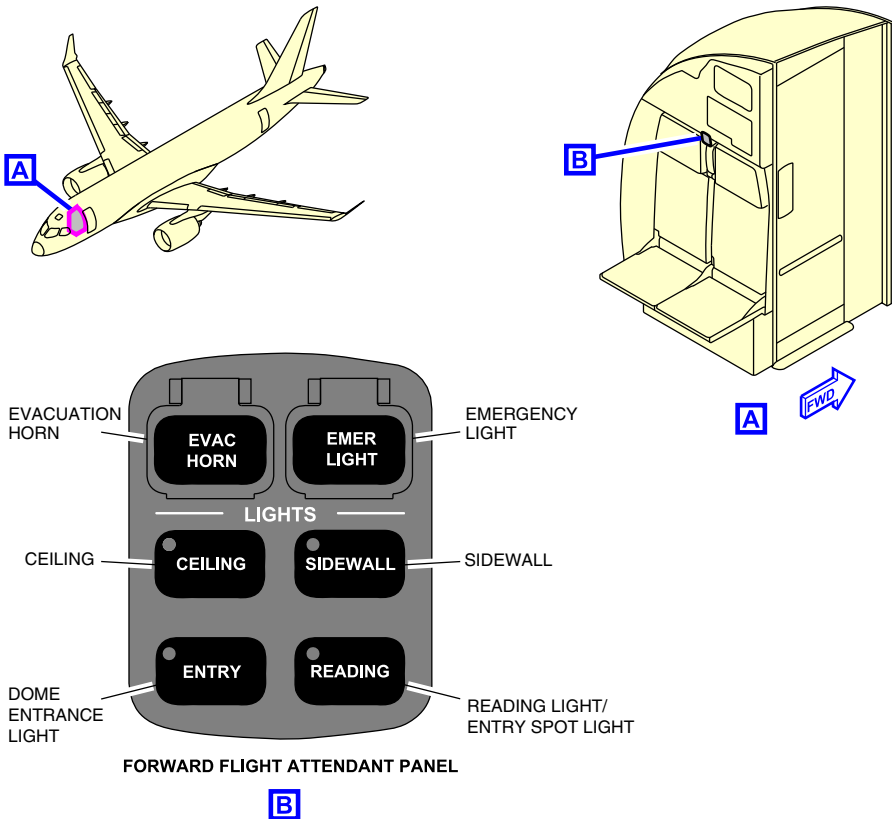 A
B
A
FWD
EVACUATION
HORN
EVAC
HORN
EMER
LIGHT
EMERGENCY
LIGHT
LIGHTS
CEILING
CEILING
SIDEWALL
SIDEWALL
DOME
ENTRANCE
LIGHT
ENTRY
READING
READING LIGHT/
ENTRY SPOT LIGHT
FORWARD FLIGHT ATTENDANT PANEL
B